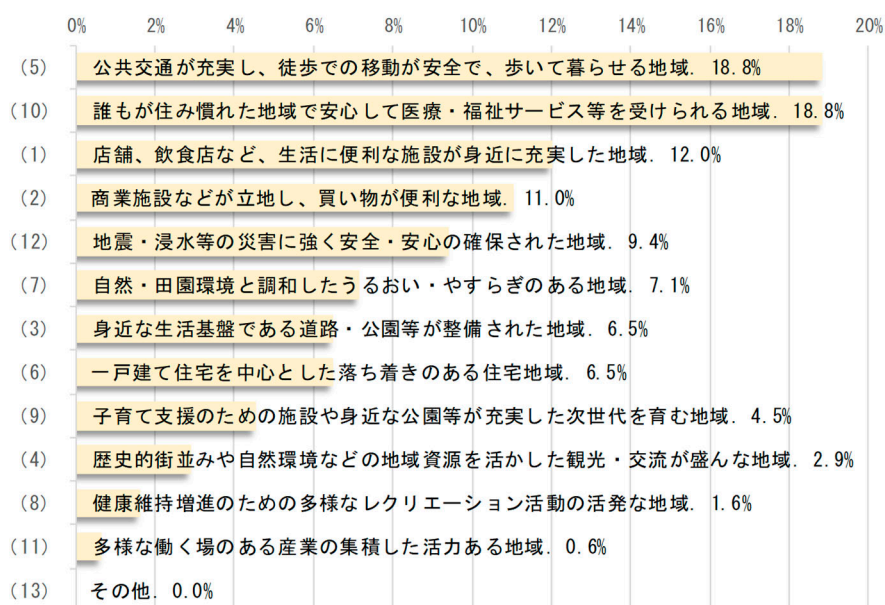 0% 2% 4% 6% 8% 10% 12% 14% 16% 18% 20%
(5) 公共交通が充実し、徒歩での移動が安全で、歩いて暮らせる地域. 18.8%
(10) 誰もが住み慣れた地域で安心して医療・福祉サービス等を受けられる地域. 18.8%
(1) 店舗、飲食店など、生活に便利な施設が身近に充実した地域. 12.0%
(2) 商業施設などが立地し、買い物が便利な地域. 11.0%
(12) 地震・浸水等の災害に強く安全・安心の確保された地域. 9.4%
(7) 自然・田園環境と調和したうるおい・やすらぎのある地域. 7.1%
(3) 身近な生活基盤である道路・公園等が整備された地域. 6.5%
(6) 一戸建て住宅を中心とした落ち着きのある住宅地域. 6.5%
(9) 子育て支援のための施設や身近な公園等が充実した次世代を育む地域. 4.5%
(4) 歴史的街並みや自然環境などの地域資源を活かした観光・交流が盛んな地域. 2.9%
(8) 健康維持増進のための多様なレクリエーション活動の活発な地域. 1.6%
(11) 多様な働く場のある産業の集積した活力ある地域. 0.6%
(13) その他. 0.0%